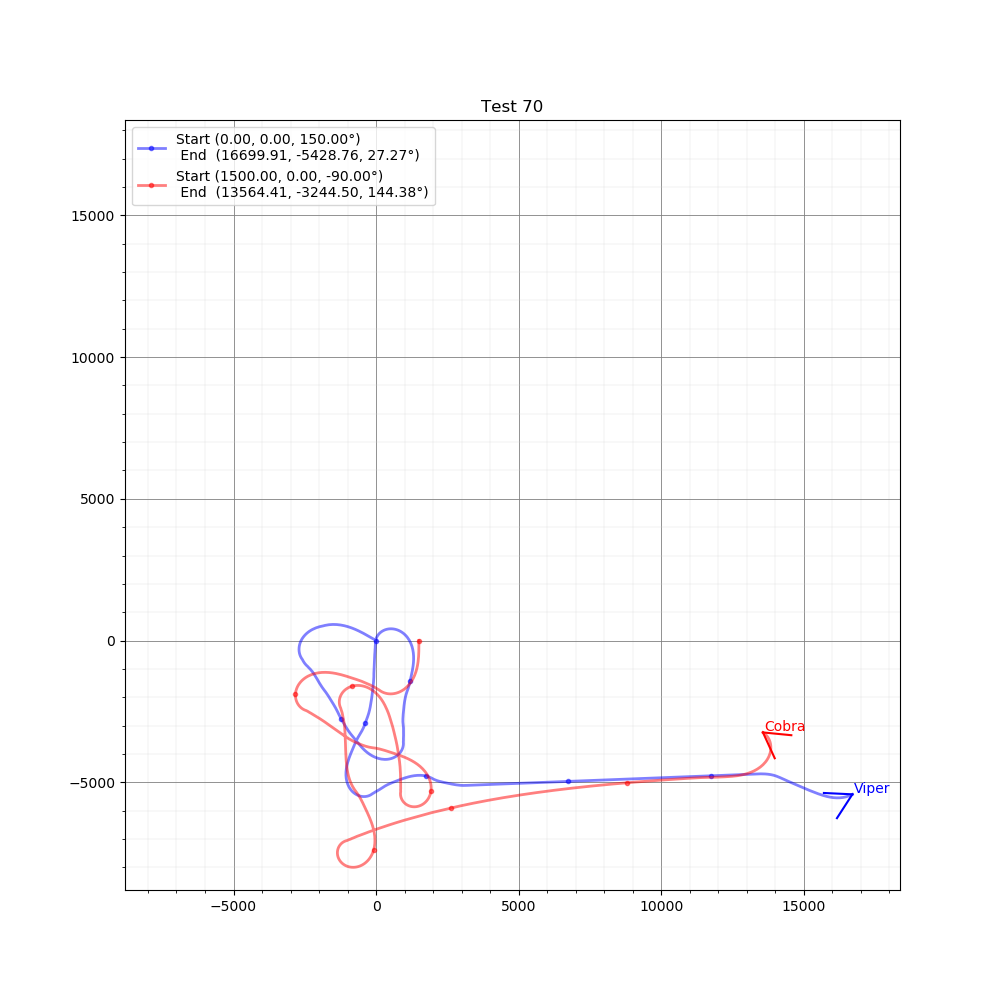 Test 70
Start (0.00, 0.00, 150.00°)
End (16699.91, -5428.76, 27.27°)
Start (1500.00, 0.00, -90.00°)
End (13564.41, -3244.50, 144.38°)
15000
10000
5000
0
Cobra
−5000
Viper
−5000 0 5000 10000 15000